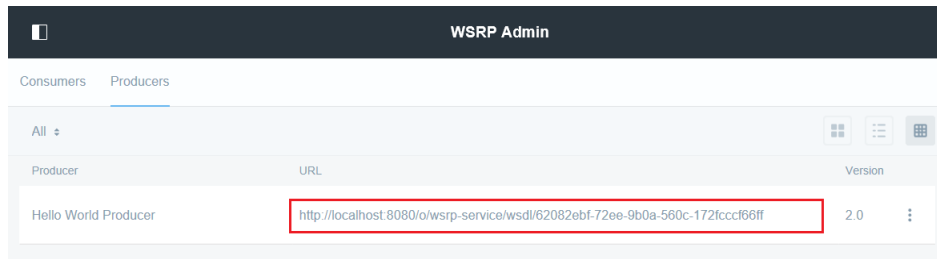 WSRP Admin
Consumers Producers
All
Producer URL Version
Hello World Producer http://localhost:8080/o/wsrp-service/wsdl/62082ebf-72ee-9b0a-560c-172fcccf66ff 2.0